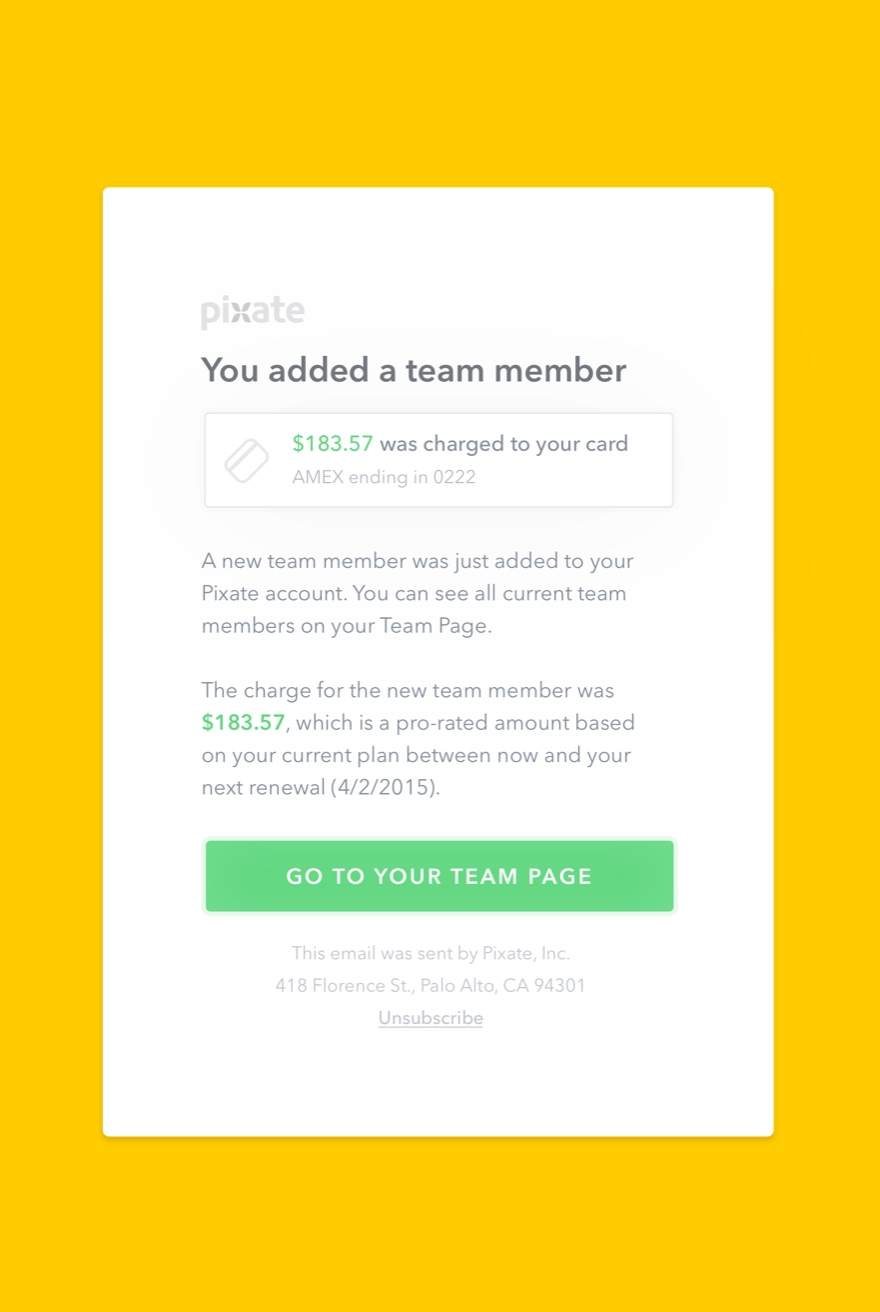 pixate
You added a team member
$183.57 was charged to your card
AMEX ending in 0222
A new team member was just added to your
Pixate account. You can see all current team
members on your Team Page.
The charge for the new team member was
$183.57, which is a pro-rated amount based
on your current plan between now and your
next renewal (4/2/2015).
GO TO YOUR TEAM PAGE
This email was sent by Pixate, Inc.
418 Florence St., Palo Alto, CA 94301
Unsubscribe